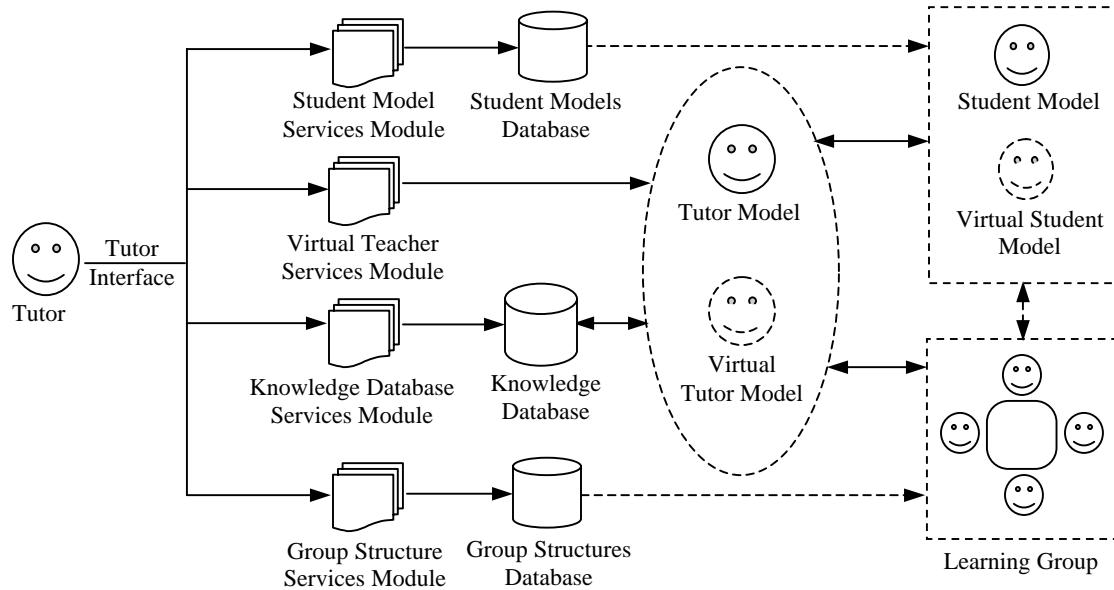 Student Model
Services Module
Student Models
Database
Student Model
Virtual Student
Model
Tutor Model
Virtual Teacher
Services Module
Tutor
Interface
Tutor
Virtual
Tutor Model
Knowledge Database
Services Module
Knowledge
Database
Group Structure
Services Module
Group Structures
Database
Learning Group